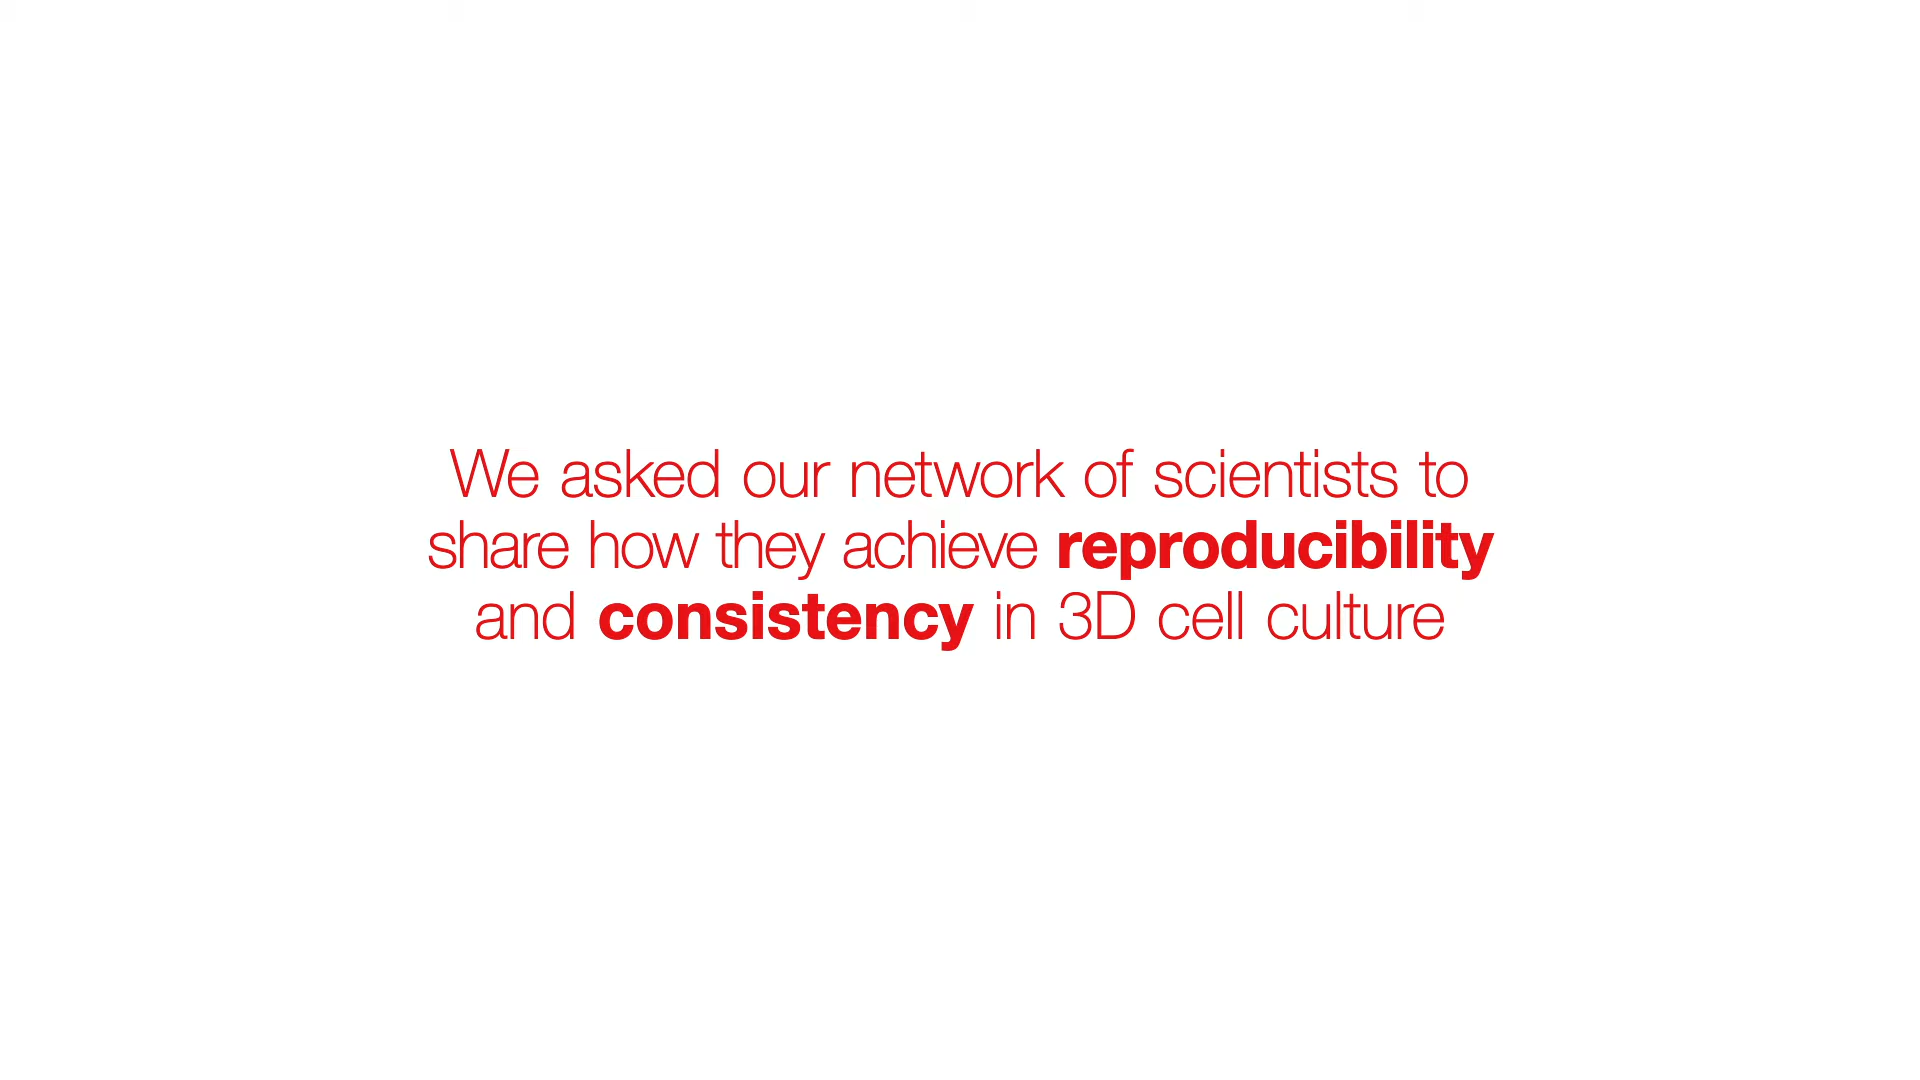 We asked our network of scientists to
share how they achieve reproducibility
and consistency in 3D cell culture